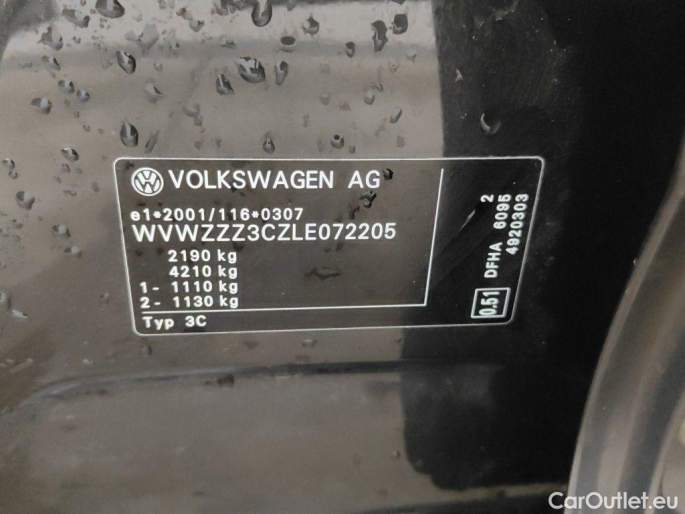 VOLKSWAGEN AG
e1*2001/116*0307
WVWZZZ3CZLE072205
2190 kg
4210 kg
1- 1110 kg
2- 1130 kg
Typ 3C
0.51
DFHA 6095 2
4920303
CarOutlet.eu